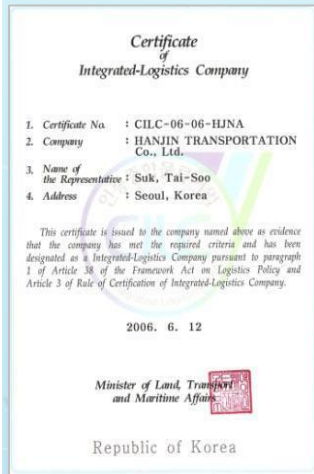 Certificate
of
Integrated-Logistics Company
1. Certificate No. : CILC-06-06-HJNA
2. Company : HANJIN TRANSPORTATION
Co., Ltd.
3. Name of
the Representative : Suk, Tai-Soo
4. Address : Seoul, Korea
This certificate is issued to the company named above as evidence
that the company has met the required criteria and has been
designated as a Integrated-Logistics Company pursuant to paragraph
1 of Article 38 of the Framework Act on Logistics Policy and
Article 3 of Rule of Certification of Integrated-Logistics Company.
2006. 6. 12
Minister of Land, Transport
and Maritime Affairs
Republic of Korea